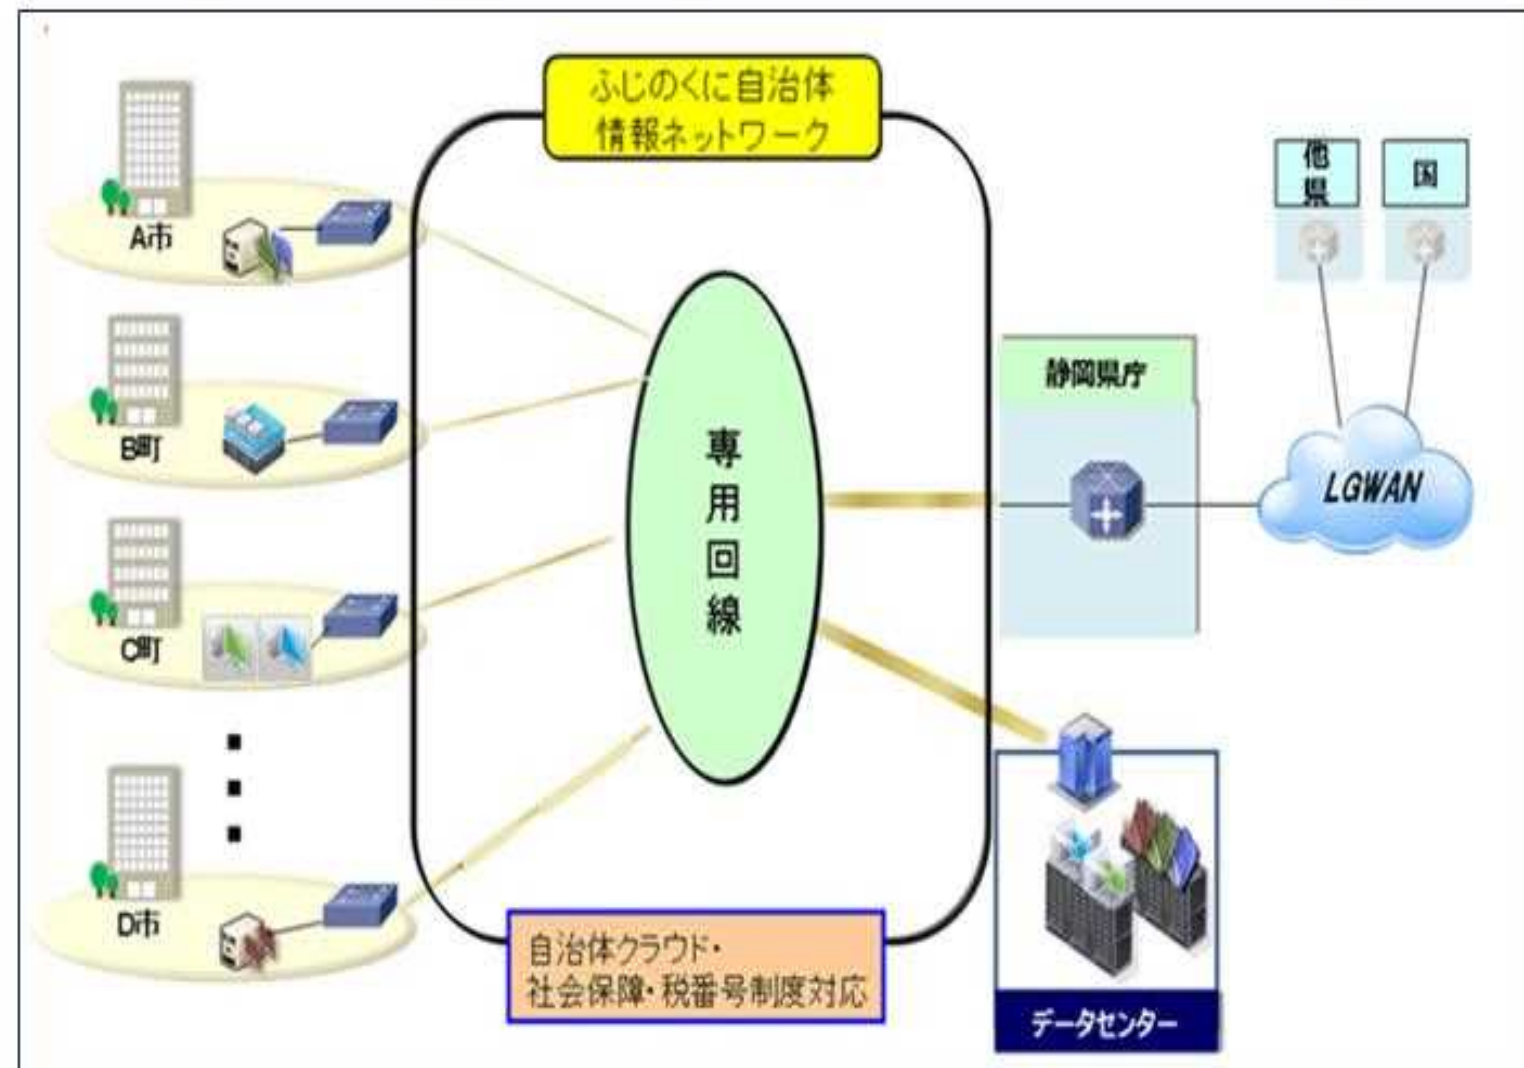 ふじのくに自治体
情報ネットワーク
他
県
国
A市
静岡県庁
B町
専
用
回
線
LGWAN
C町
D市
自治体クラウド・
社会保障・税番号制度対応
データセンター